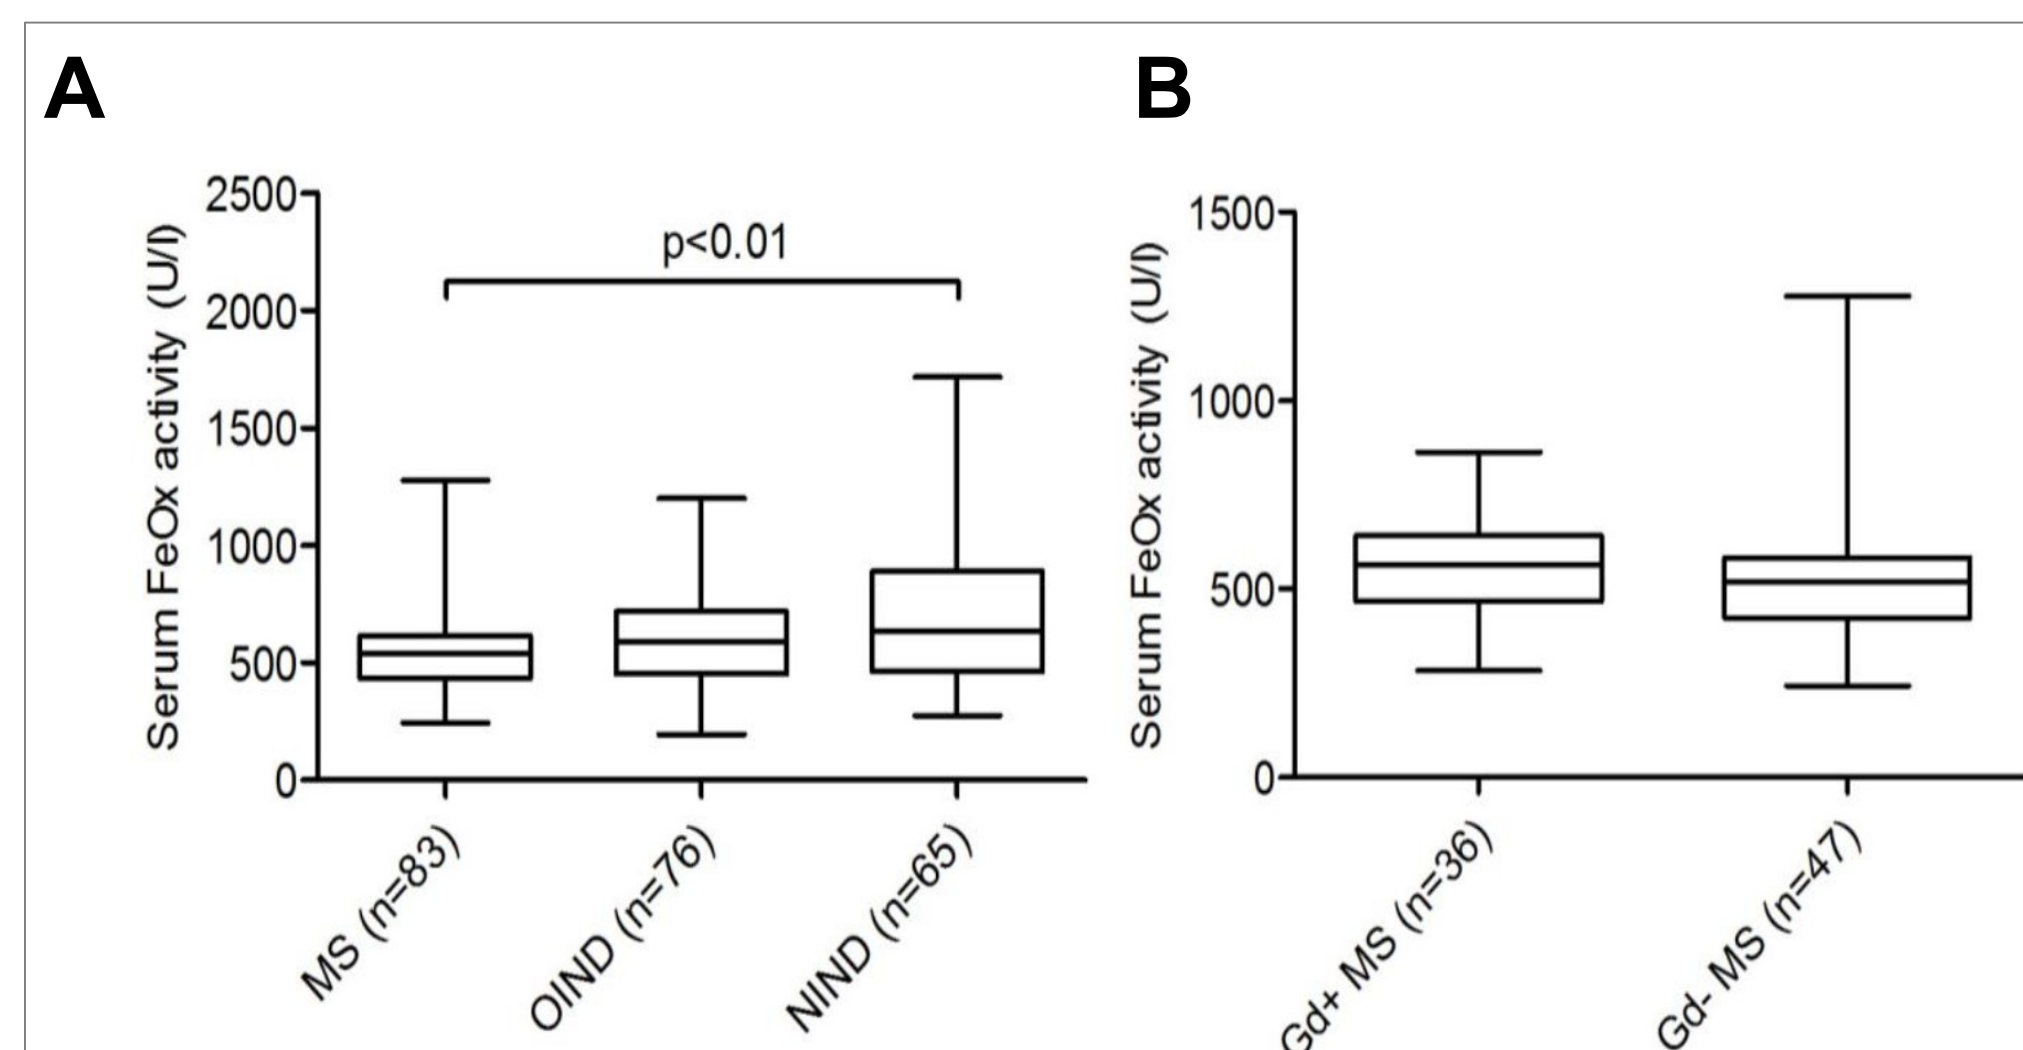 A
B
2500
2000
1500
1000
500
0
Serum FeOx activity (U/l)
p<0.01
MS (n=83)
OIND (n=76)
NIND (n=65)
1500
1000
500
0
Serum FeOx activity (U/l)
Gd+ MS (n=36)
Gd- MS (n=47)